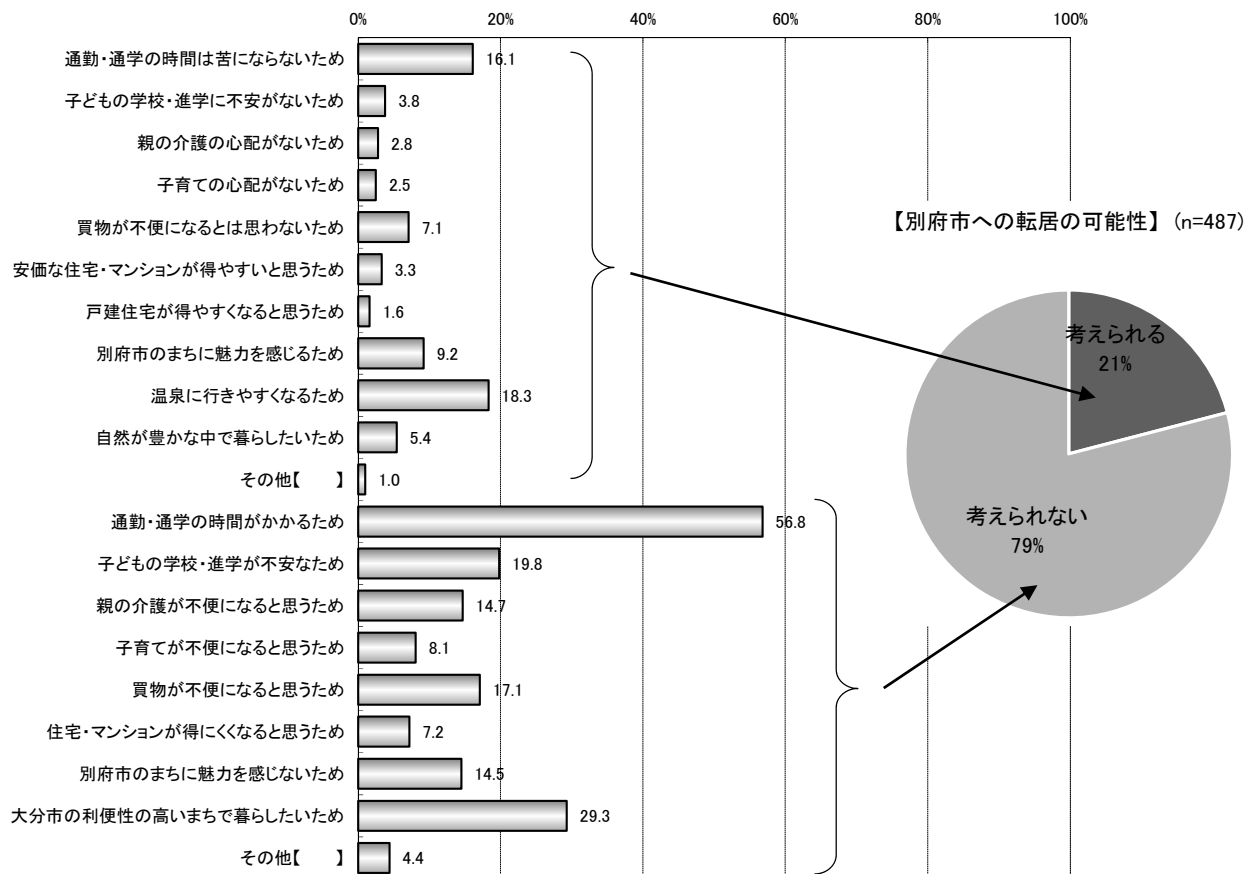 0% 20% 40% 60% 80% 100%
通勤・通学の時間は苦にならないため 16.1
子どもの学校・進学に不安がないため 3.8
親の介護の心配がないため 2.8
子育ての心配がないため 2.5
買物が不便になるとは思わないため 7.1
安価な住宅・マンションが得やすいと思うため 3.3
戸建住宅が得やすくなると思うため 1.6
別府市のまちに魅力を感じるため 9.2
温泉に行きやすくなるため 18.3
自然が豊かな中で暮らしたいため 5.4
その他【　　】 1.0
通勤・通学の時間がかかるため 56.8
子どもの学校・進学が不安なため 19.8
親の介護が不便になると思うため 14.7
子育てが不便になると思うため 8.1
買物が不便になると思うため 17.1
住宅・マンションが得にくくなると思うため 7.2
別府市のまちに魅力を感じないため 14.5
大分市の利便性の高いまちで暮らしたいため 29.3
その他【　　】 4.4
【別府市への転居の可能性】 (n=487)
考えられる
21%
考えられない
79%